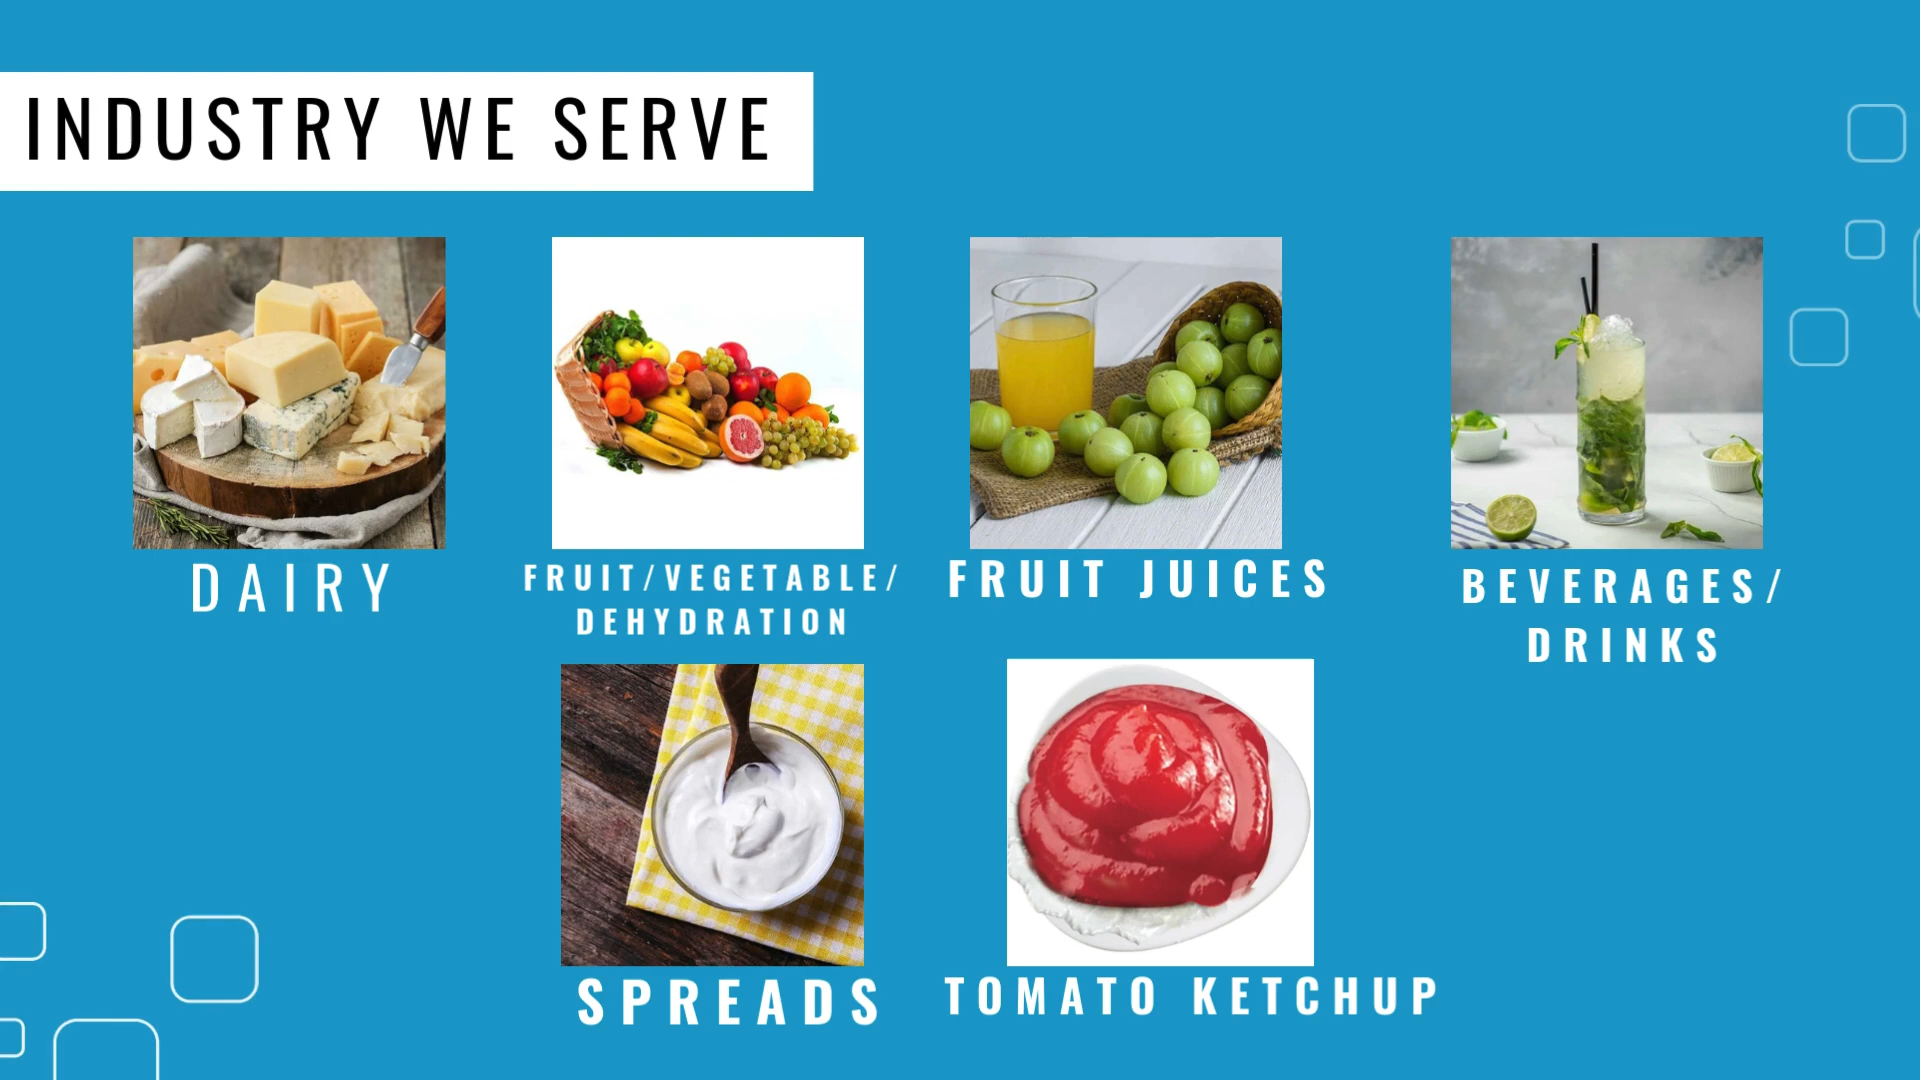 INDUSTRY WE SERVE
DAIRY
FRUIT/VEGETABLE/
DEHYDRATION
FRUIT JUICES
BEVERAGES/
DRINKS
SPREADS
TOMATO KETCHUP